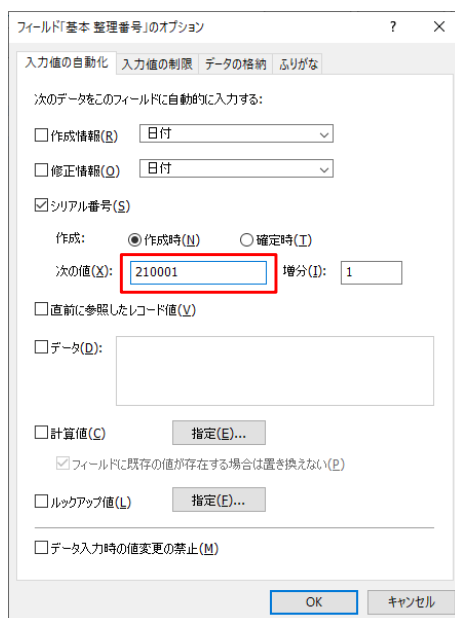 フィールド「基本 整理番号」のオプション ? ×
入力値の自動化 入力値の制限 データの格納 ふりがな
次のデータをこのフィールドに自動的に入力する:
作成情報(R) 日付
修正情報(O) 日付
シリアル番号(S)
作成: 作成時(N) 確定時(T)
次の値(X): 210001 増分(I): 1
直前に参照したレコード値(V)
データ(D):
計算値(C) 指定(E)...
フィールドに既存の値が存在する場合は置き換えない(P)
ルックアップ値(L) 指定(F)...
データ入力時の値変更の禁止(M)
OK キャンセル